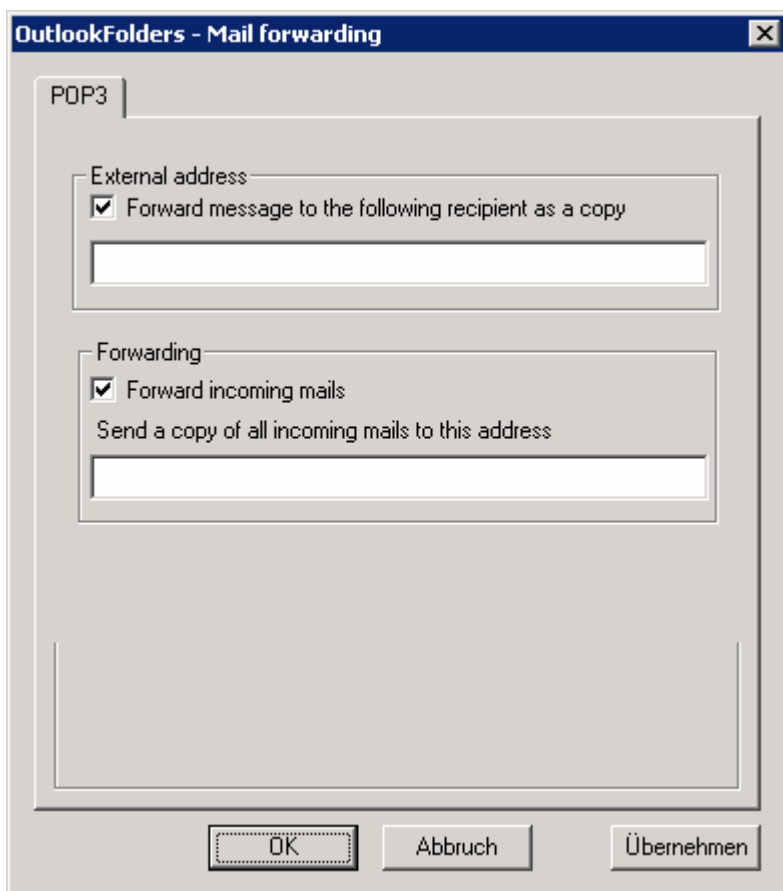 OutlookFolders - Mail forwarding
POP3
External address
Forward message to the following recipient as a copy
Forwarding
Forward incoming mails
Send a copy of all incoming mails to this address
OK
Abbruch
Übernehmen